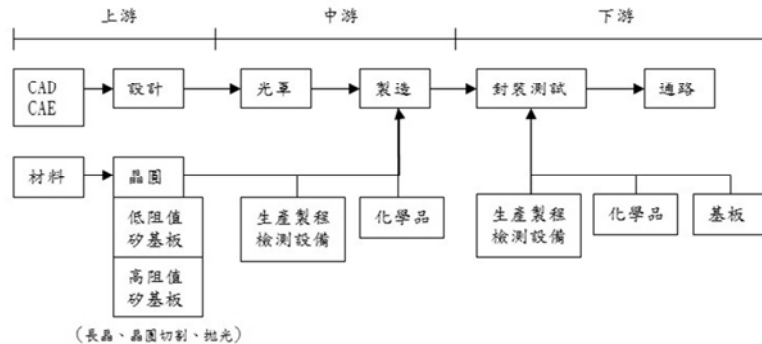 上游
中游
下游
CAD
CAE
設計
光罩
製造
封裝測試
通路
材料
晶圓
低阻值
矽基板
高阻值
矽基板
生產製程
檢測設備
化學品
生產製程
檢測設備
化學品
基板
(長晶、晶圓切割、拋光)